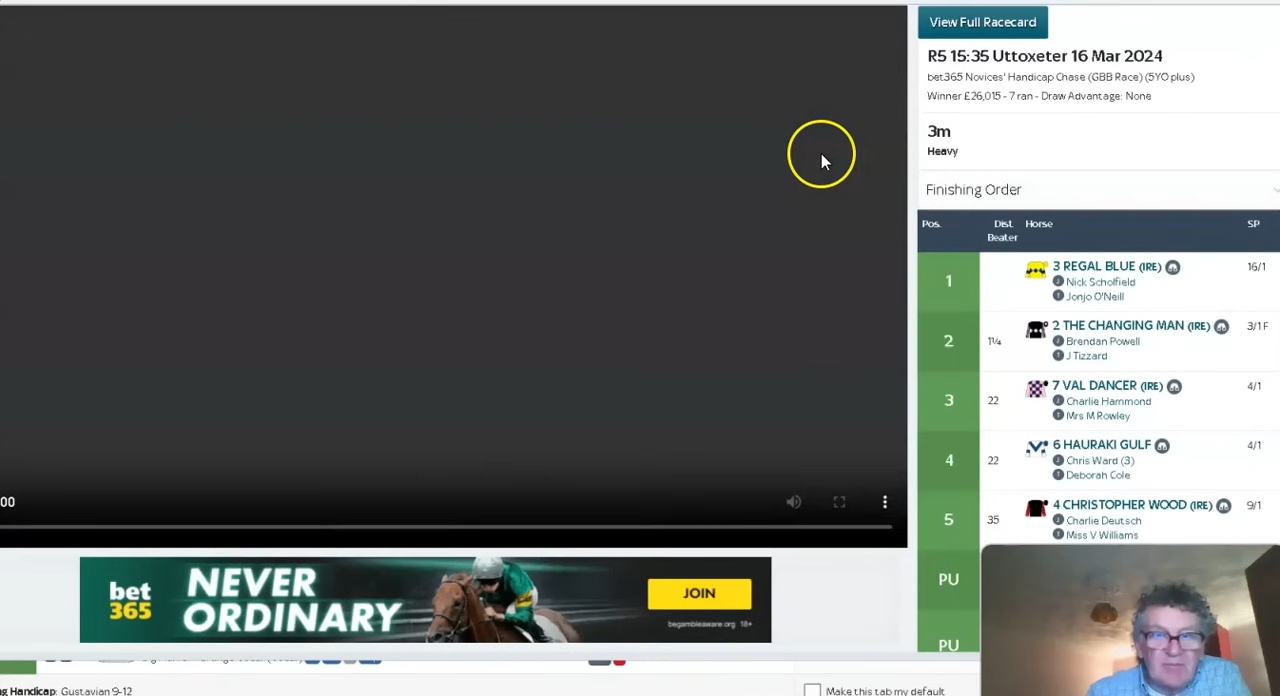 View Full Racecard
R5 15:35 Uttoxeter 16 Mar 2024
bet365 Novices' Handicap Chase (GBB Race) (5YO plus)
Winner £26,015 - 7 ran - Draw Advantage: None
3m
Heavy
Finishing Order
Pos. Dist. Horse SP
Beaten
1 3 REGAL BLUE (IRE) 16/1
J Nick Scholfield
T Jonjo O'Neill
2 1¼ 2 THE CHANGING MAN (IRE) 3/1F
J Brendan Powell
T J Tizzard
3 22 7 VAL DANCER (IRE) 4/1
J Charlie Hammond
T Mrs M Rowley
4 22 6 HAURAKI GULF 4/1
J Chris Ward (3)
T Deborah Cole
5 35 4 CHRISTOPHER WOOD (IRE) 9/1
J Charlie Deutsch
T Miss V Williams
PU
PU
00
bet365
NEVER ORDINARY
JOIN
begambleaware.org 18+
ng Handicap: Gustavian 9-12
Make this tab my default